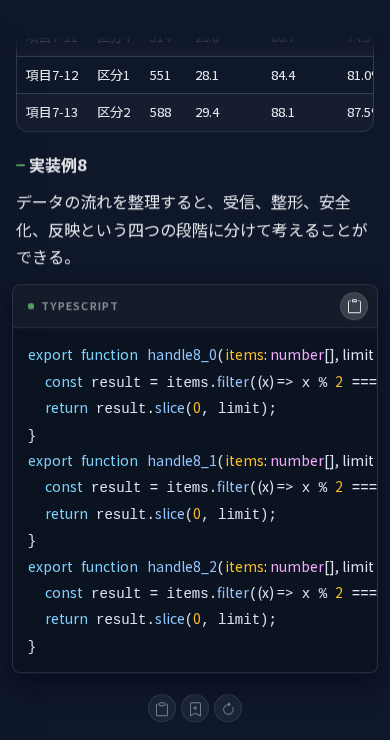 項目7-12 区分1 551 28.1 84.4 81.0
項目7-13 区分2 588 29.4 88.1 87.5
実装例8
データの流れを整理すると、受信、整形、安全
化、反映という四つの段階に分けて考えることが
できる。
TYPESCRIPT
export function handle8_0(items: number[], limit
const result = items.filter((x) => x % 2 ===
return result.slice(0, limit);
}
export function handle8_1(items: number[], limit
const result = items.filter((x) => x % 2 ===
return result.slice(0, limit);
}
export function handle8_2(items: number[], limit
const result = items.filter((x) => x % 2 ===
return result.slice(0, limit);
}